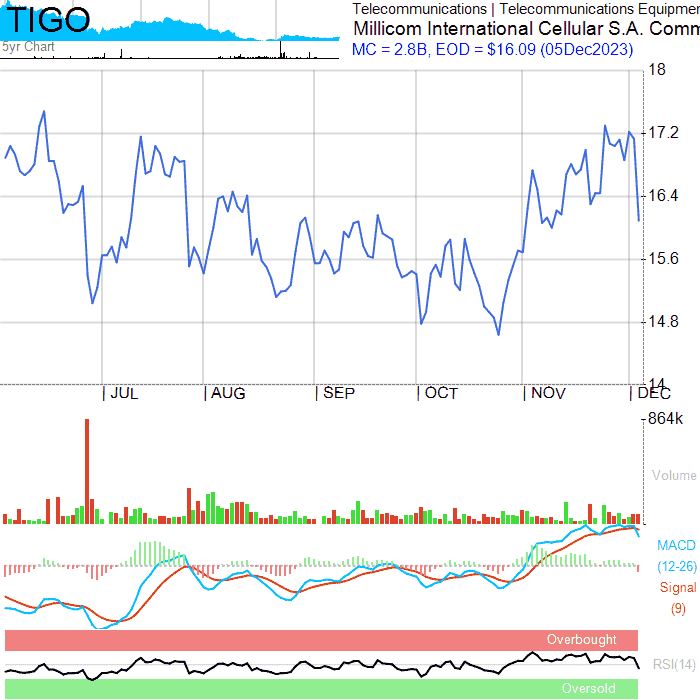 TIGO
5yr Chart
Telecommunications | Telecommunications Equipmen
Millicom International Cellular S.A. Comm
MC = 2.8B, EOD = $16.09 (05Dec2023)
18
17.2
16.4
15.6
14.8
14
| JUL | AUG | SEP | OCT | NOV | DEC
864k
Volume
MACD
(12-26)
Signal
(9)
Overbought
RSI(14)
Oversold